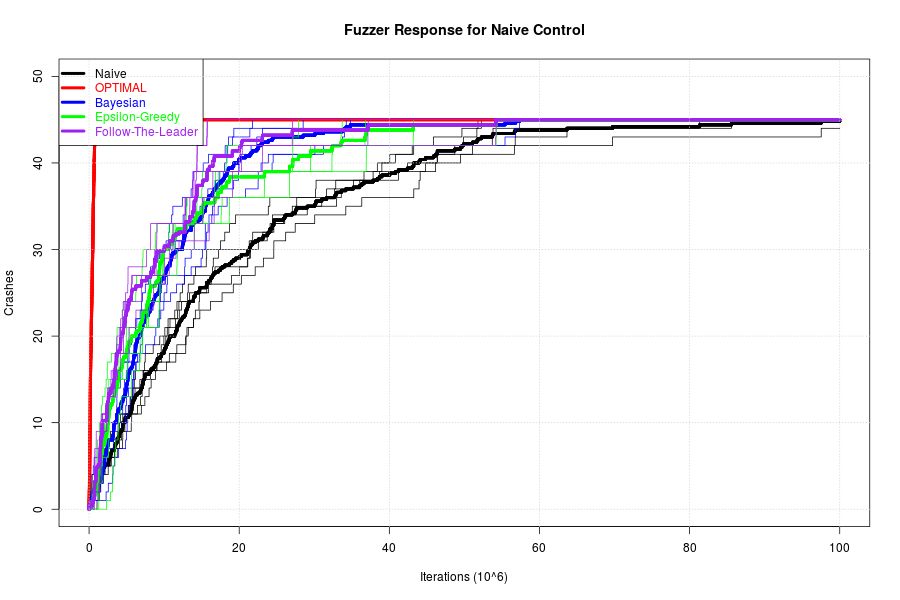 Fuzzer Response for Naive Control
Naive
OPTIMAL
Bayesian
Epsilon-Greedy
Follow-The-Leader
Crashes
50
40
30
20
10
0
0 20 40 60 80 100
Iterations (10^6)